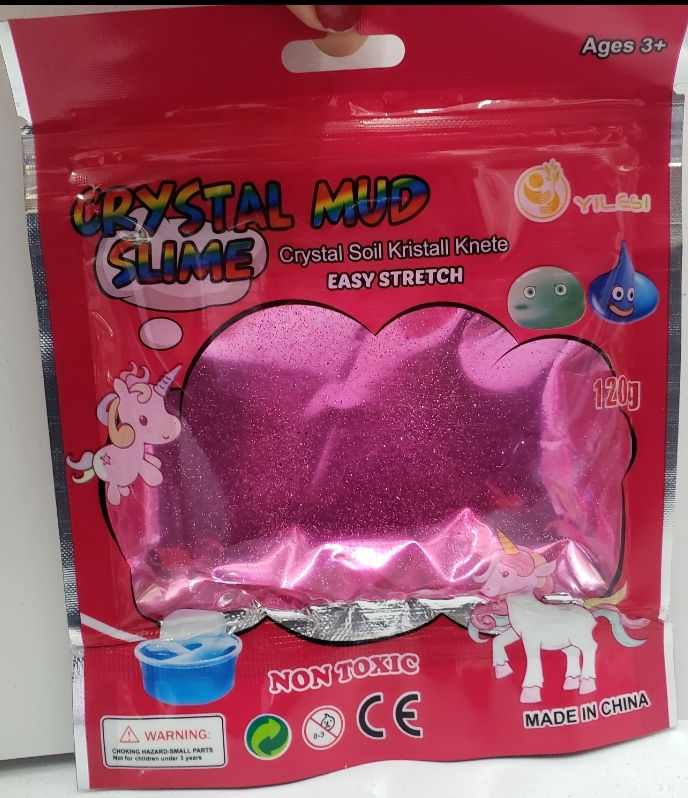 Ages 3+
CRYSTAL MUD
SLIME
YILESI
Crystal Soil Kristall Knete
EASY STRETCH
120g
NON TOXIC
MADE IN CHINA
WARNING:
CHOKING HAZARD-SMALL PARTS
Not for children under 3 years
0-3
CE